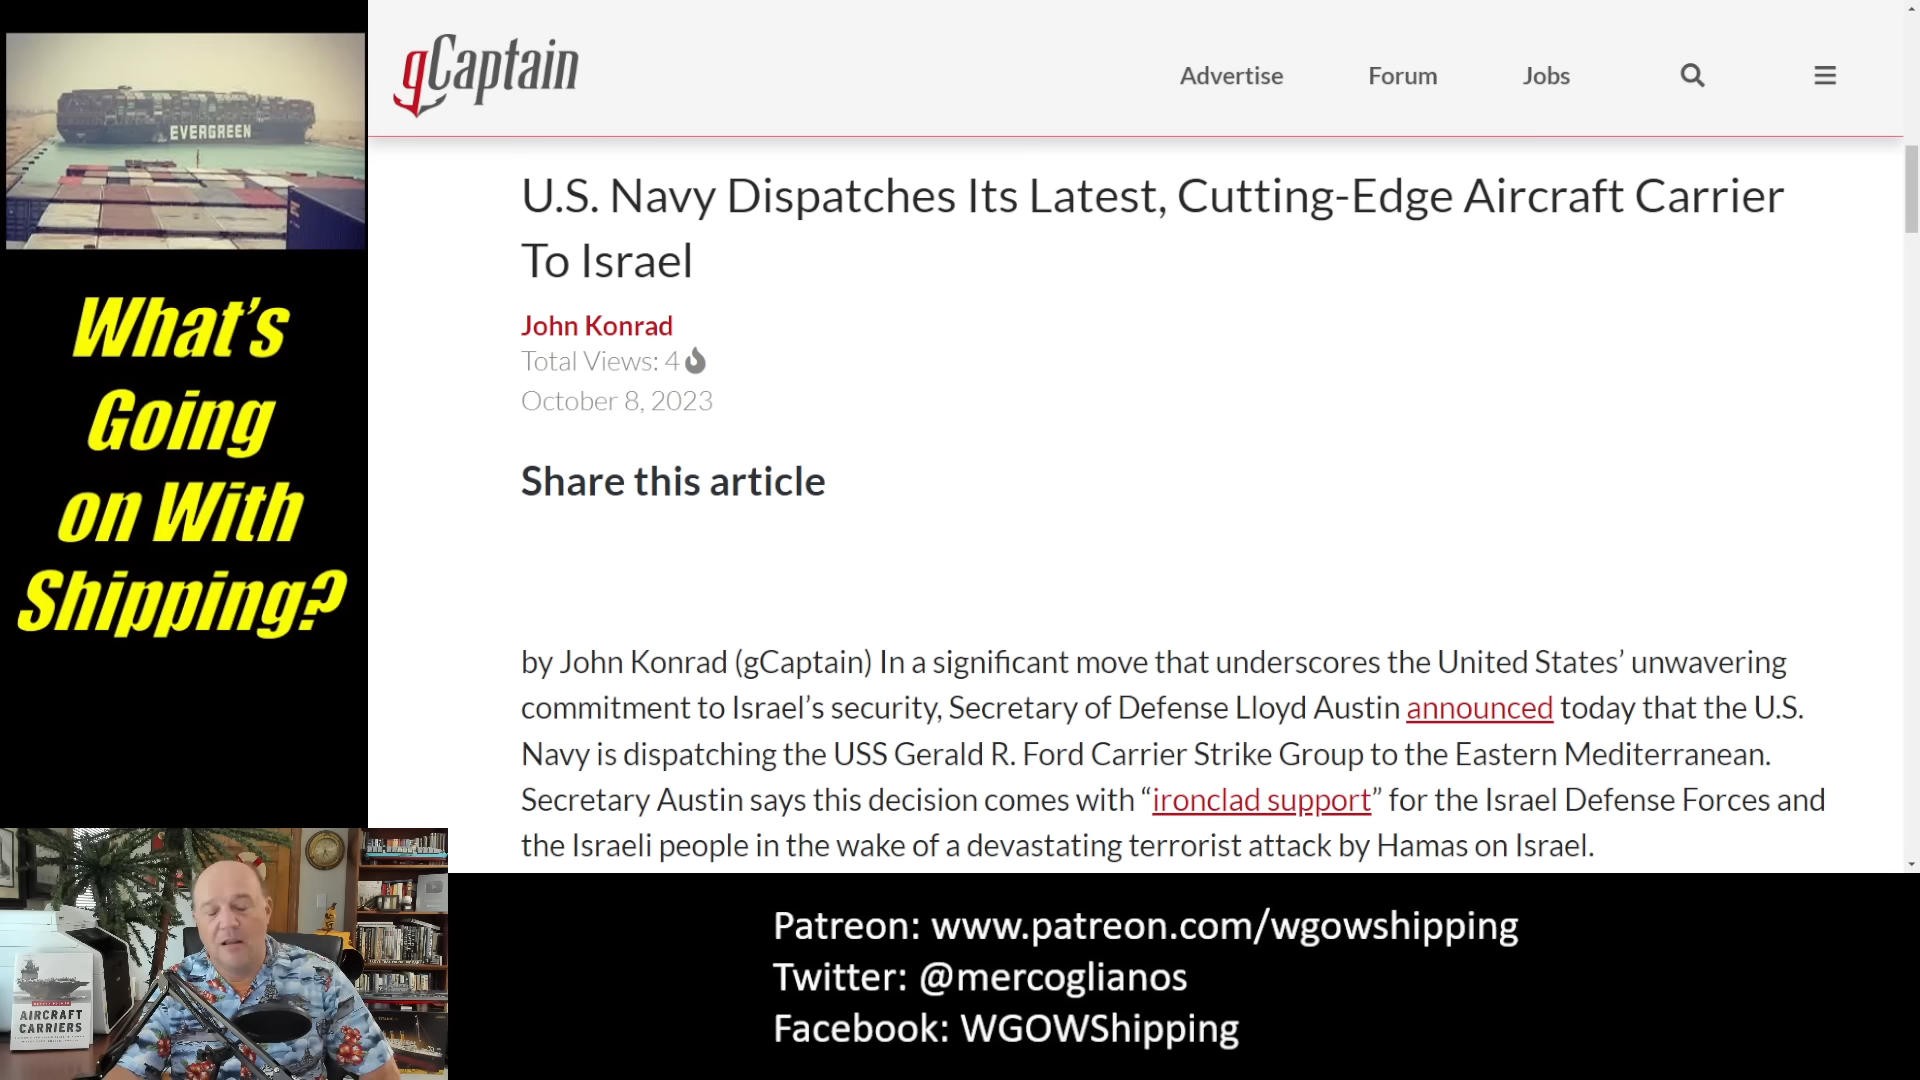 gCaptain
Advertise
Forum
Jobs
EVERGREEN
What's
Going
on With
Shipping?
U.S. Navy Dispatches Its Latest, Cutting-Edge Aircraft Carrier
To Israel
John Konrad
Total Views: 4
October 8, 2023
Share this article
by John Konrad (gCaptain) In a significant move that underscores the United States’ unwavering
commitment to Israel’s security, Secretary of Defense Lloyd Austin announced today that the U.S.
Navy is dispatching the USS Gerald R. Ford Carrier Strike Group to the Eastern Mediterranean.
Secretary Austin says this decision comes with “ironclad support” for the Israel Defense Forces and
the Israeli people in the wake of a devastating terrorist attack by Hamas on Israel.
AIRCRAFT
CARRIERS
Patreon: www.patreon.com/wgowshipping
Twitter: @mercoglianos
Facebook: WGOWShipping